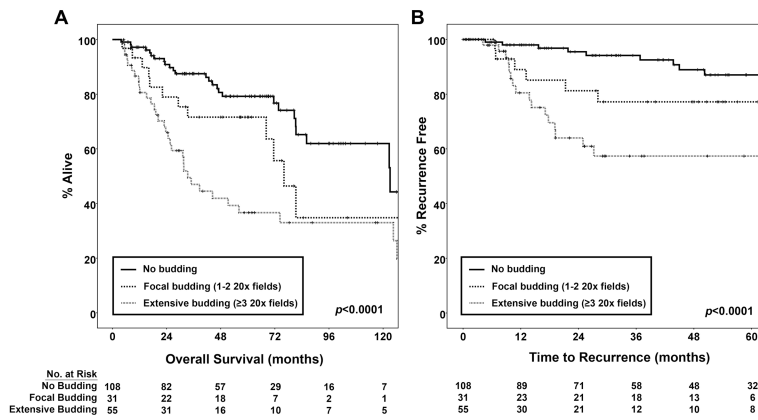 A
B
100
80
60
40
20
0
% Alive
No budding
Focal budding (1-2 20x fields)
Extensive budding (≥3 20x fields)
p<0.0001
0 24 48 72 96 120
Overall Survival (months)
100
80
60
40
20
0
% Recurrence Free
No budding
Focal budding (1-2 20x fields)
Extensive budding (≥3 20x fields)
p<0.0001
0 12 24 36 48 60
Time to Recurrence (months)
No. at Risk
No Budding 108 82 57 29 16 7 108 89 71 58 48 32
Focal Budding 31 22 18 7 2 1 31 23 21 18 13 6
Extensive Budding 55 31 16 10 7 5 55 30 21 12 10 8